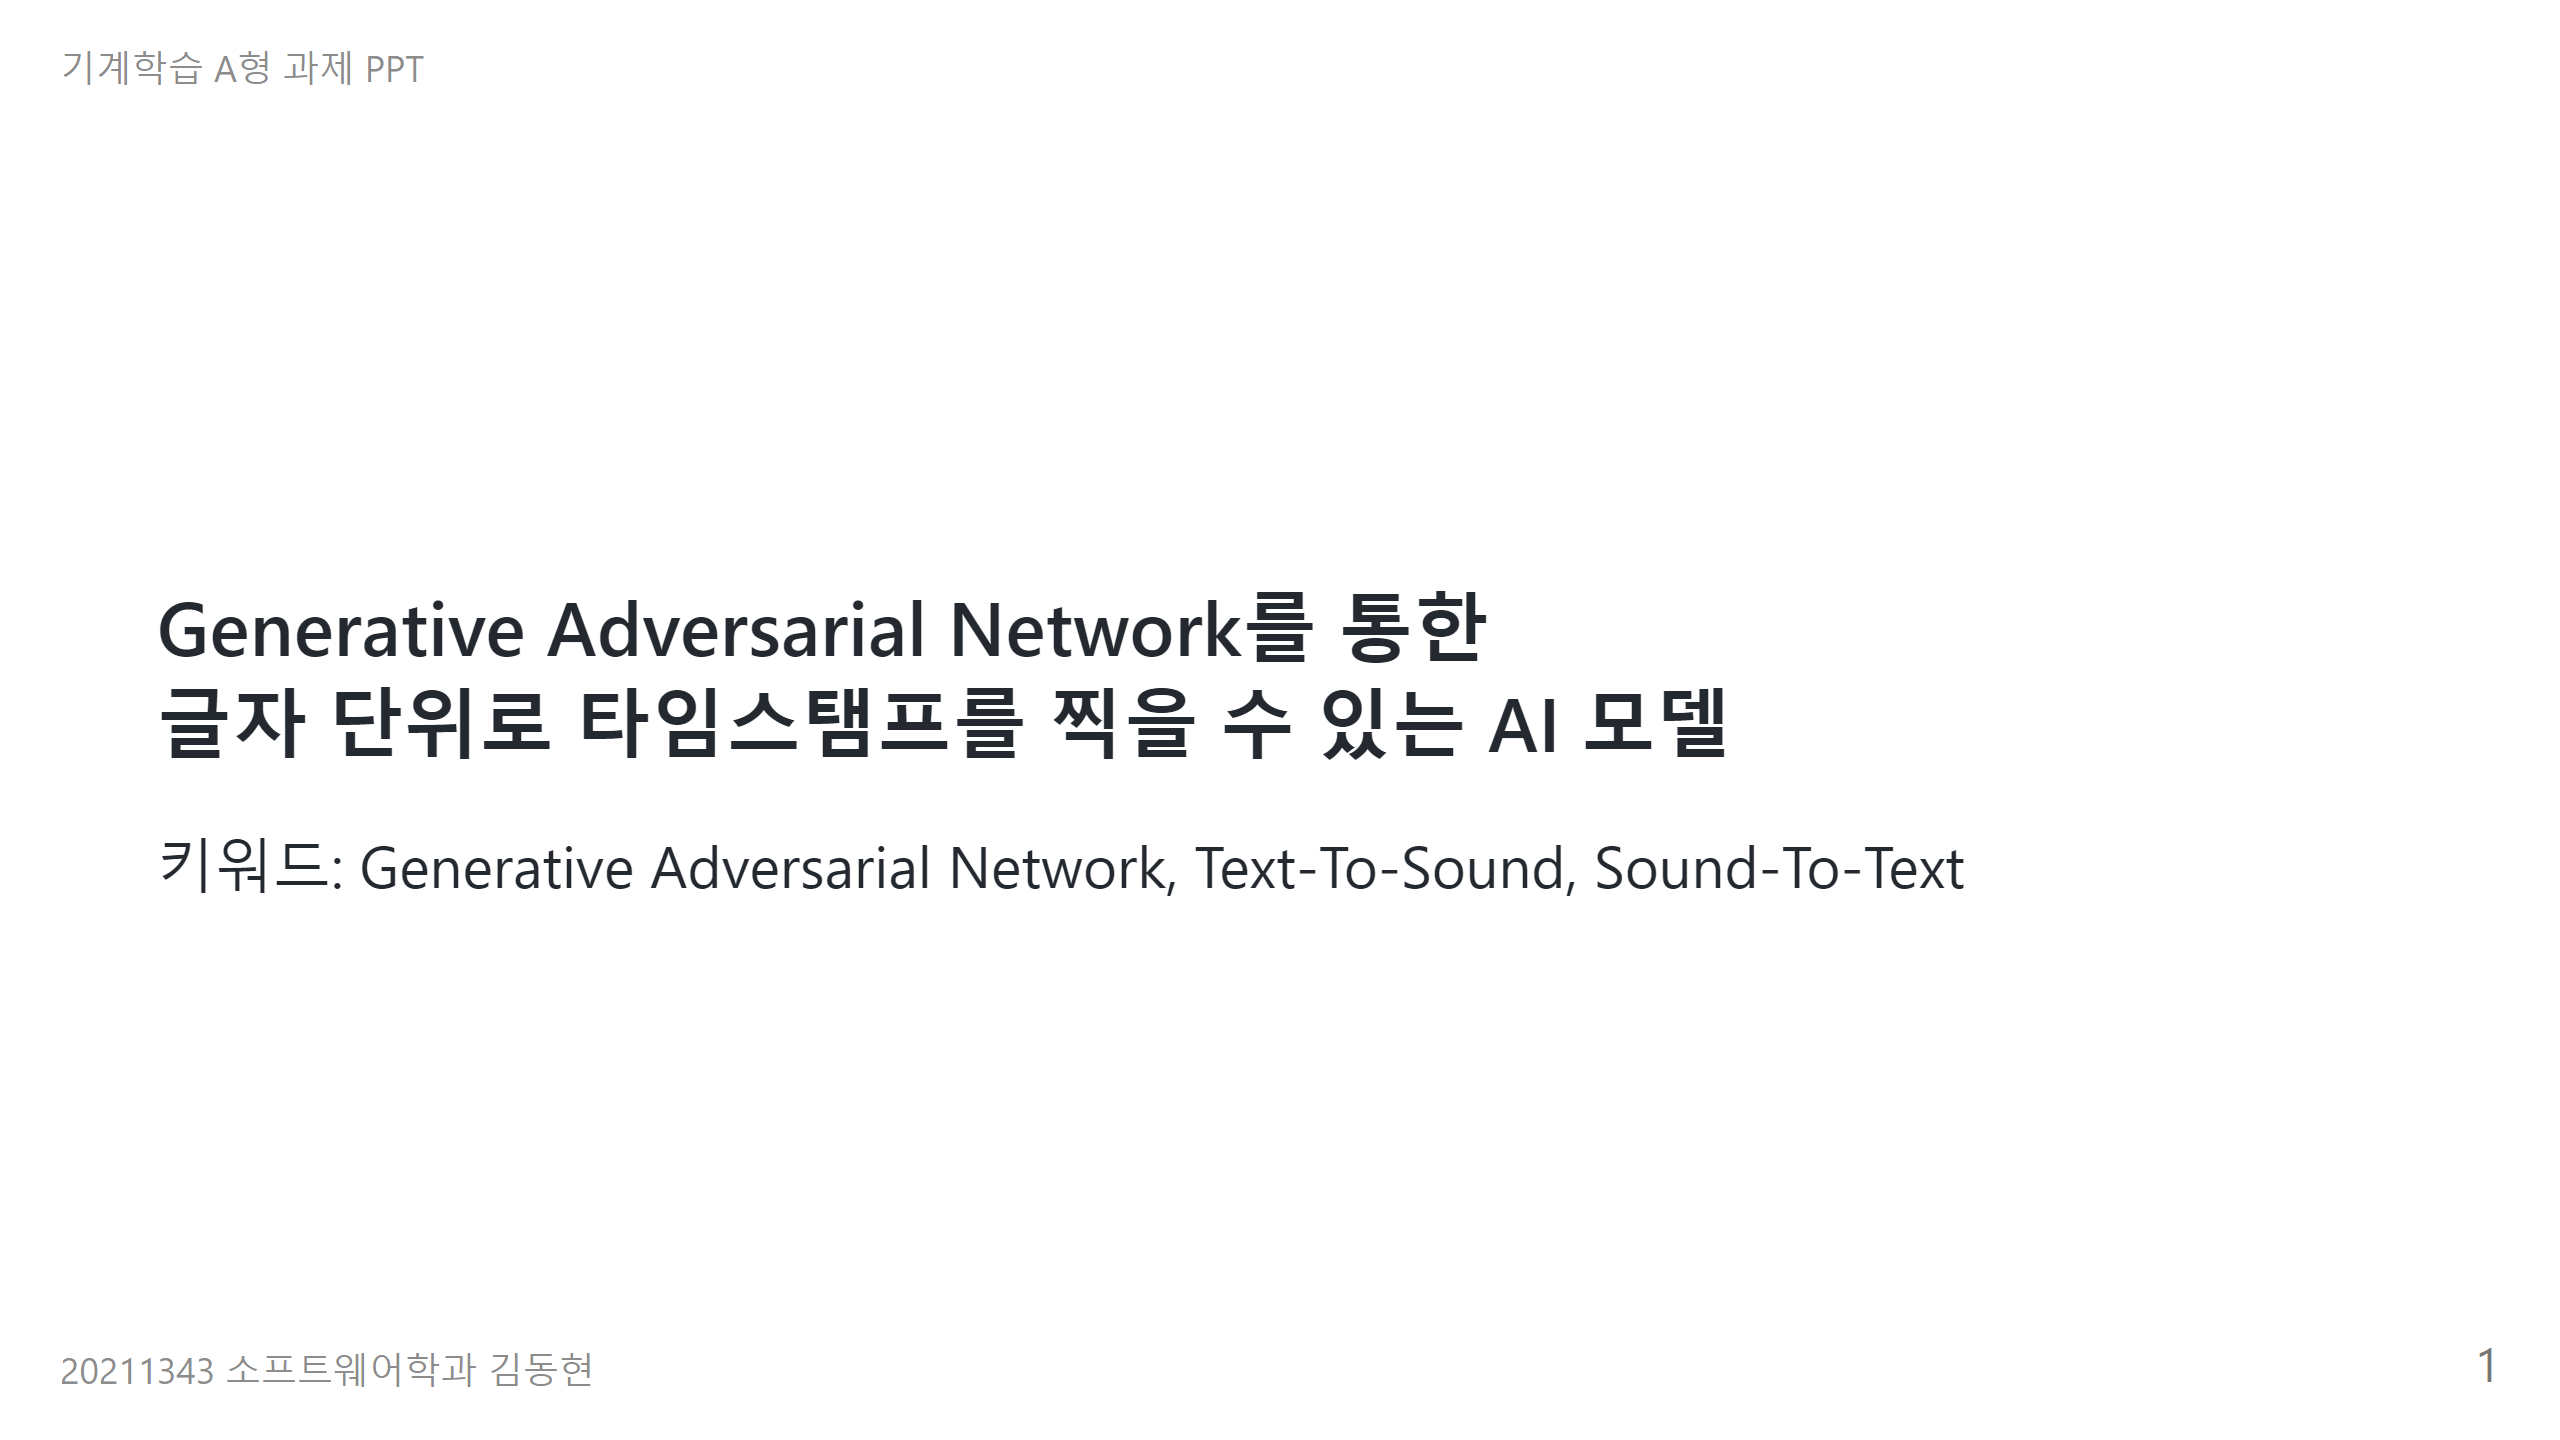 기계학습 A형 과제 PPT
Generative Adversarial Network를 통한
글자 단위로 타임스탬프를 찍을 수 있는 AI 모델
키워드: Generative Adversarial Network, Text-To-Sound, Sound-To-Text
20211343 소프트웨어학과 김동현
1